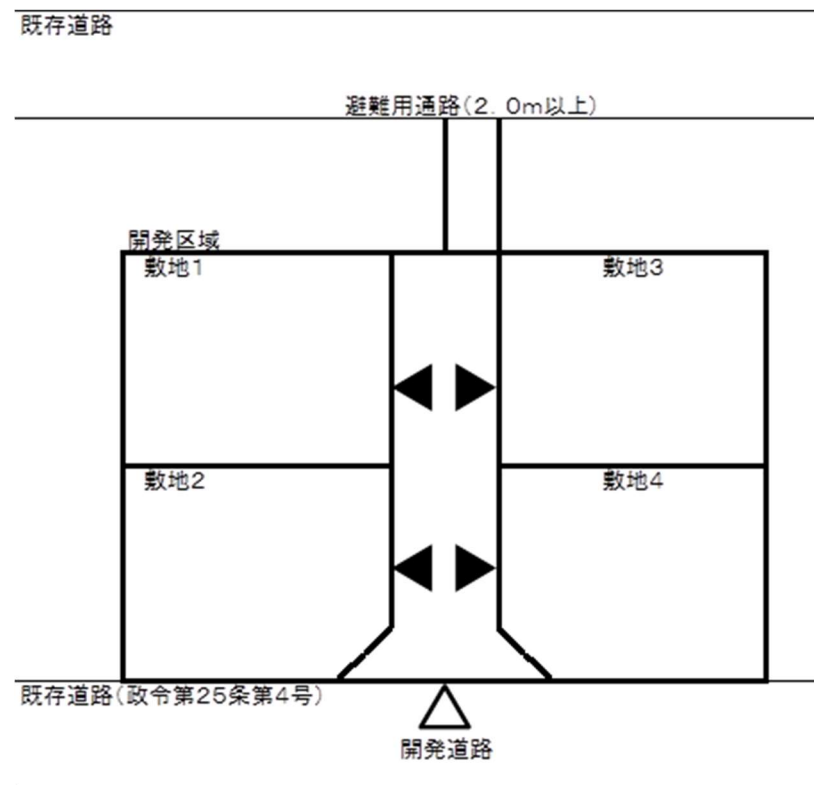 既存道路
避難用通路(2.0m以上)
開発区域
敷地1
敷地3
敷地2
敷地4
既存道路(政令第25条第4号)
開発道路